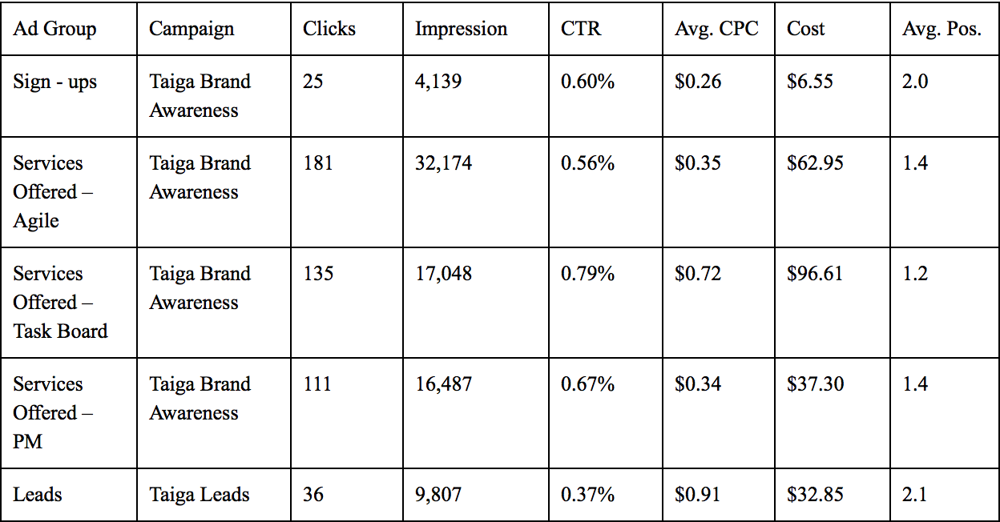 Ad Group Campaign Clicks Impression CTR Avg. CPC Cost Avg. Pos.
Sign - ups Taiga Brand 25 4,139 0.60% $0.26 $6.55 2.0
Awareness
Services Taiga Brand 181 32,174 0.56% $0.35 $62.95 1.4
Offered – Awareness
Agile
Services Taiga Brand 135 17,048 0.79% $0.72 $96.61 1.2
Offered – Awareness
Task Board
Services Taiga Brand 111 16,487 0.67% $0.34 $37.30 1.4
Offered – Awareness
PM
Leads Taiga Leads 36 9,807 0.37% $0.91 $32.85 2.1